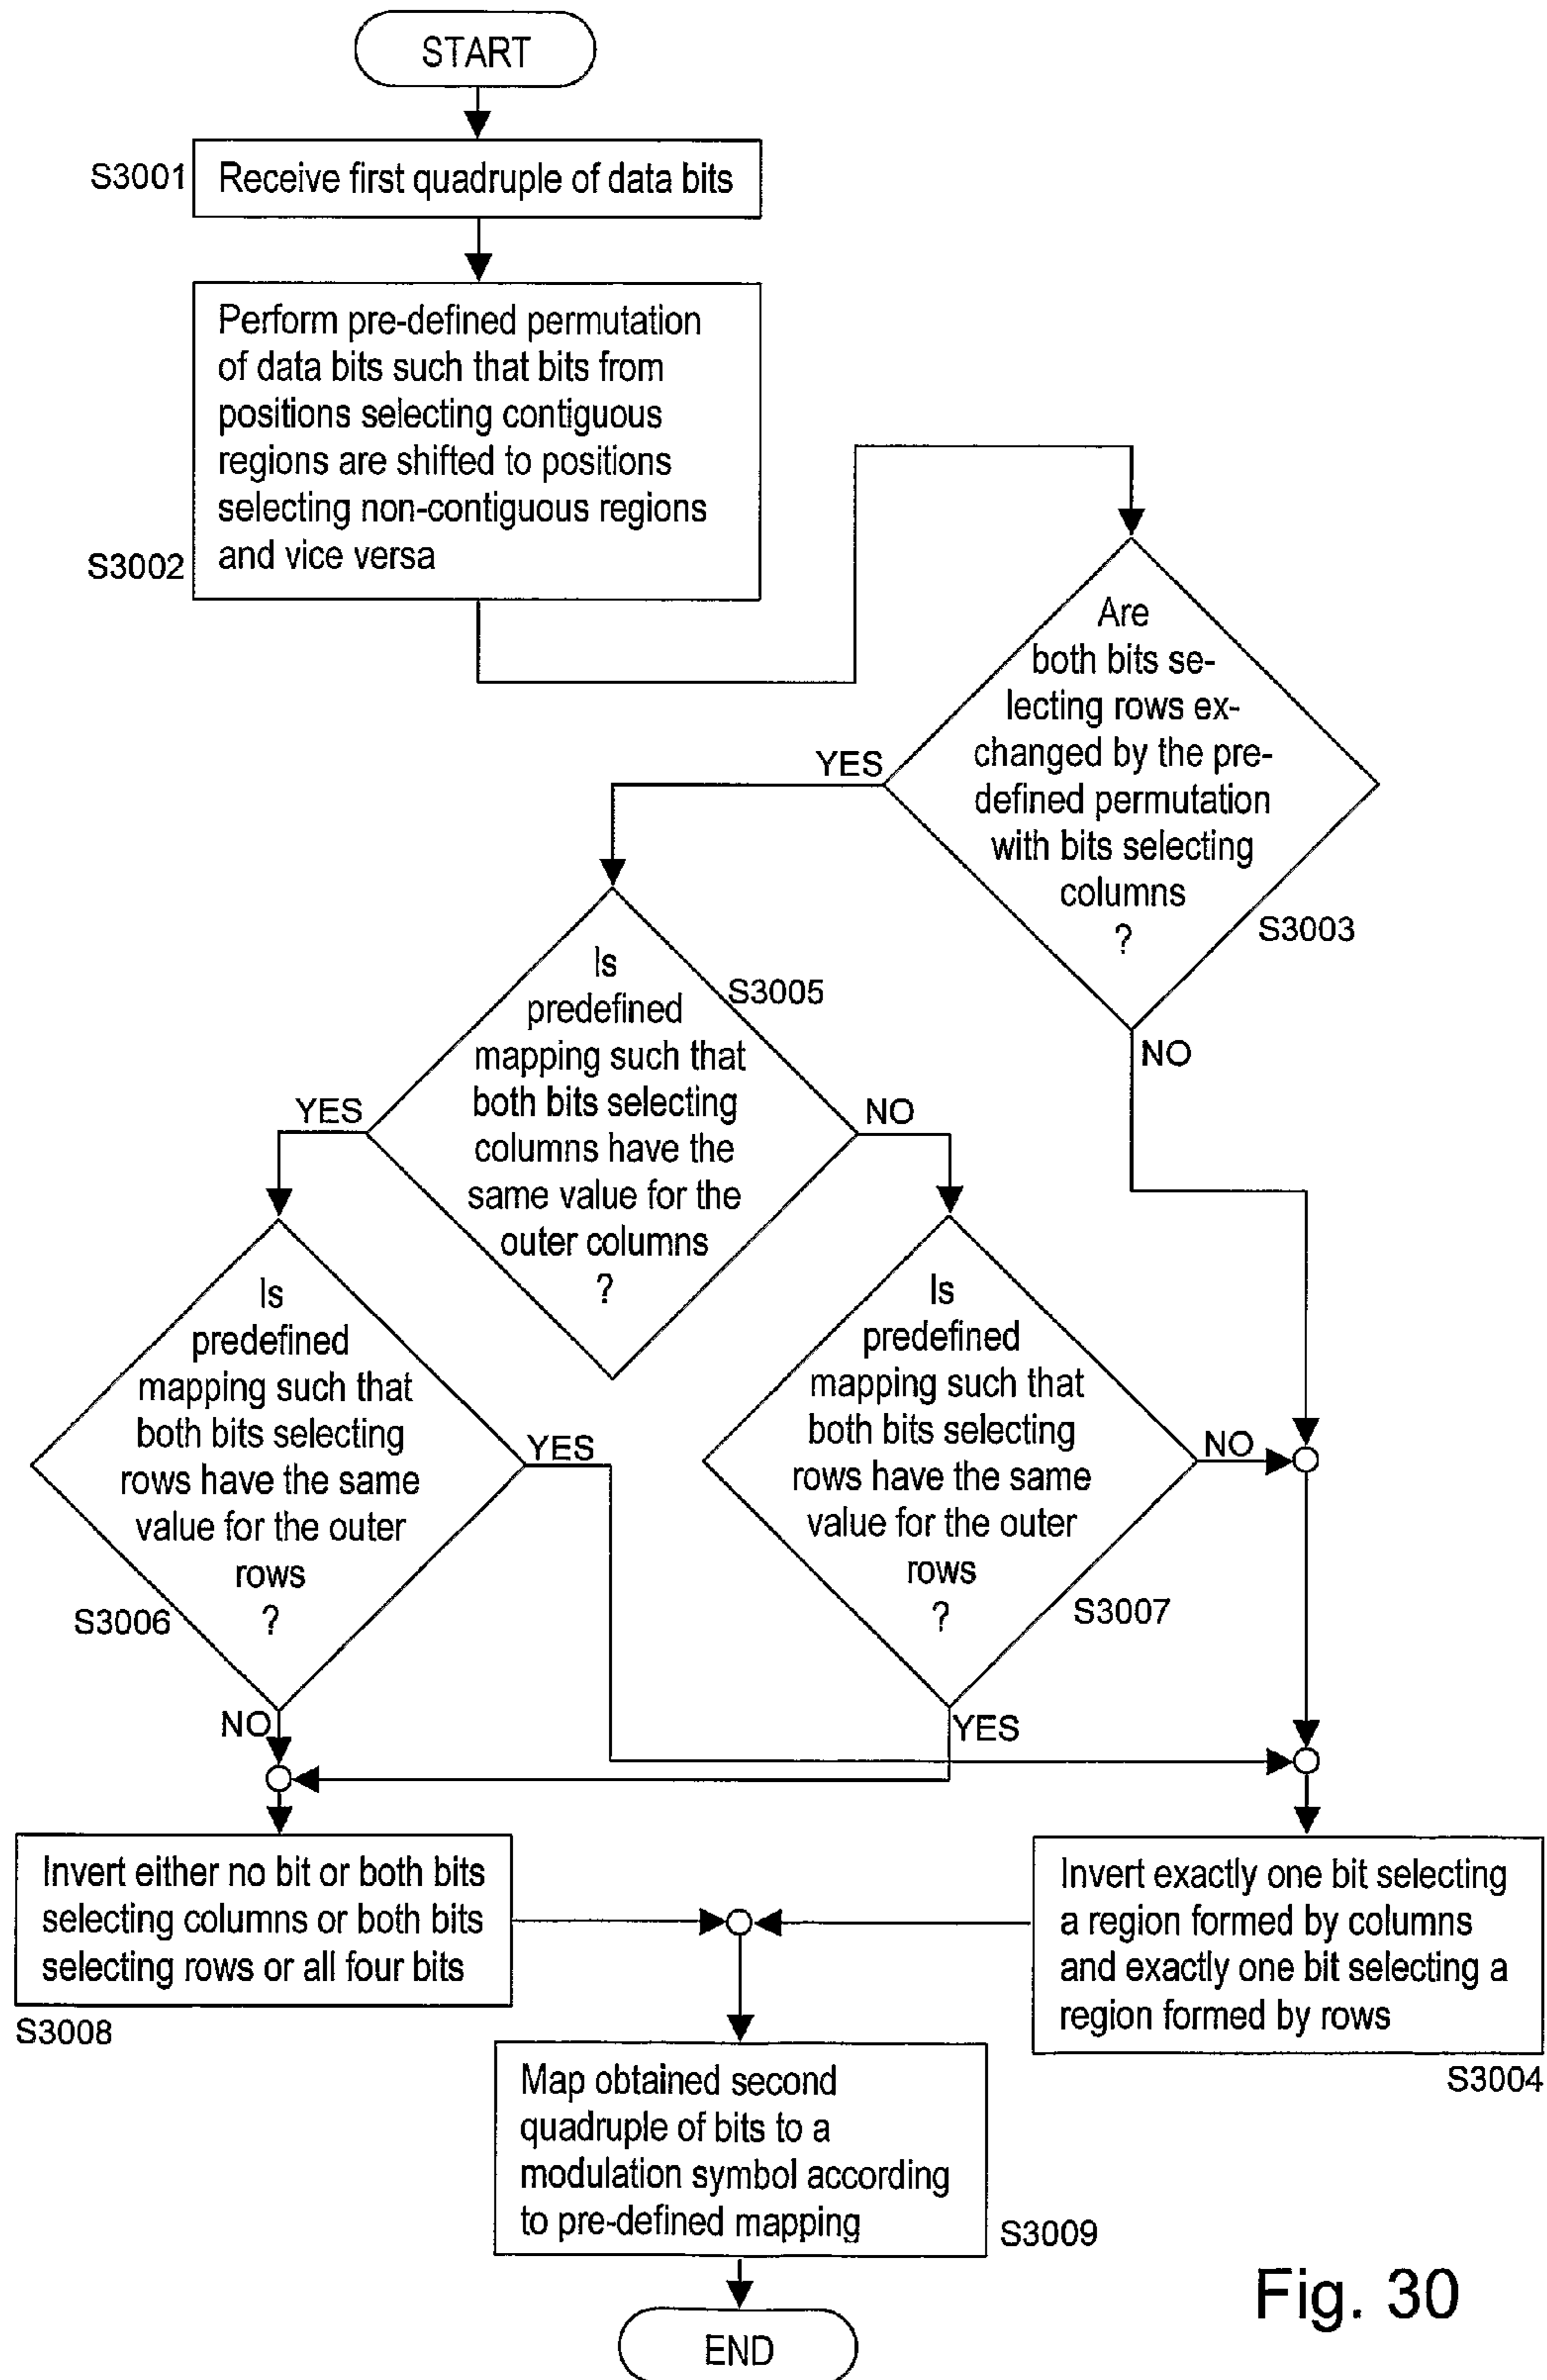 START
S3001
Receive first quadruple of data bits
Perform pre-defined permutation
of data bits such that bits from
positions selecting contiguous
regions are shifted to positions
selecting non-contiguous regions
and vice versa
S3002
Are
both bits se-
lecting rows ex-
changed by the pre-
defined permutation
with bits selecting
columns
?
S3003
YES
NO
Is
predefined
mapping such that
both bits selecting
columns have the
same value for the
outer columns
?
S3005
YES
NO
Is
predefined
mapping such that
both bits selecting
rows have the same
value for the outer
rows
?
S3006
YES
NO
Is
predefined
mapping such that
both bits selecting
rows have the same
value for the outer
rows
?
S3007
NO
YES
Invert either no bit or both bits
selecting columns or both bits
selecting rows or all four bits
S3008
Invert exactly one bit selecting
a region formed by columns
and exactly one bit selecting a
region formed by rows
S3004
Map obtained second
quadruple of bits to a
modulation symbol according
to pre-defined mapping
S3009
END
Fig. 30